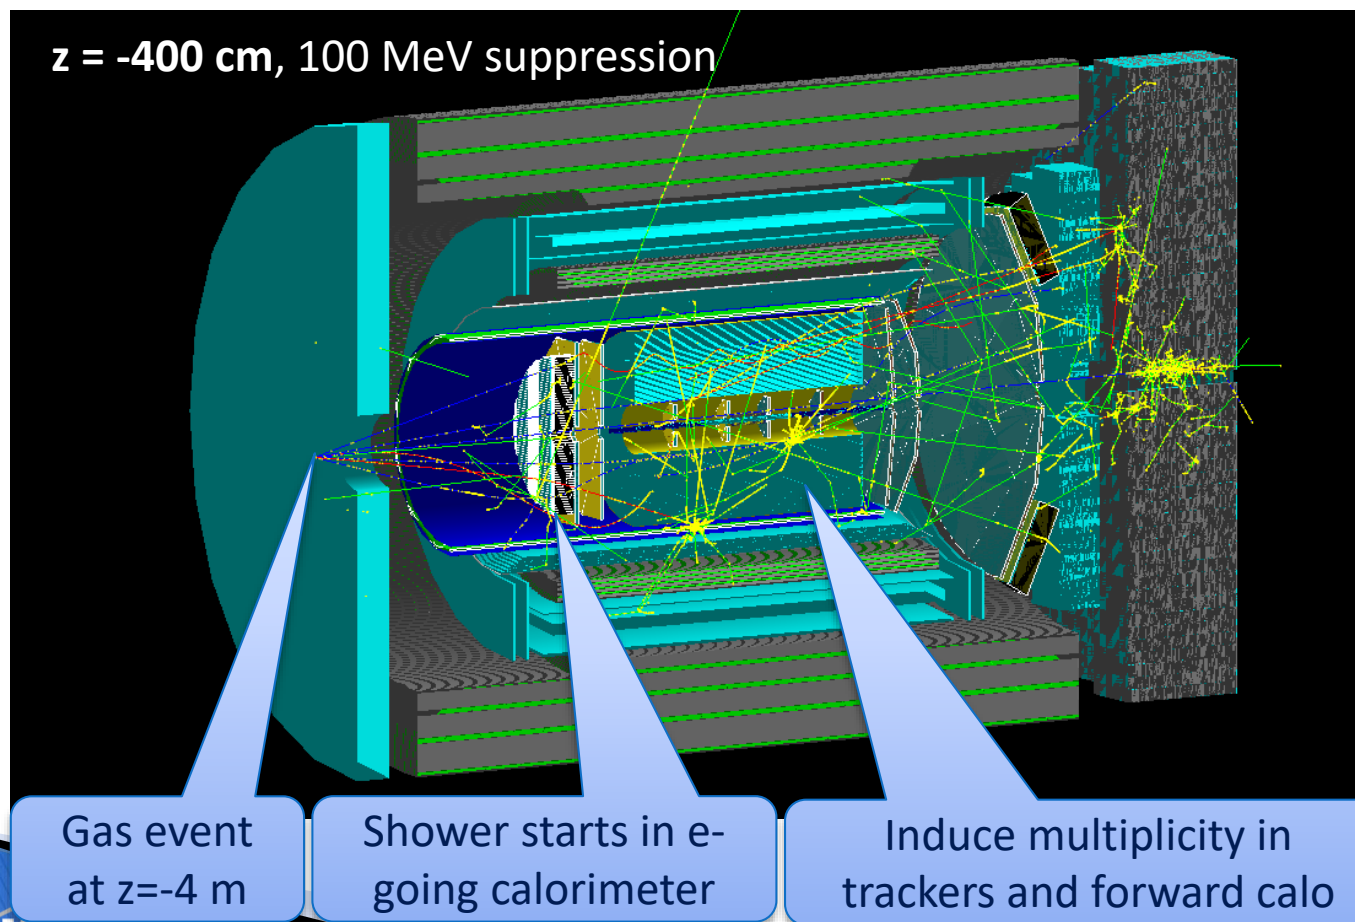 z = -400 cm, 100 MeV suppression
Gas event
at z=-4 m
Shower starts in e-
going calorimeter
Induce multiplicity in
trackers and forward calo